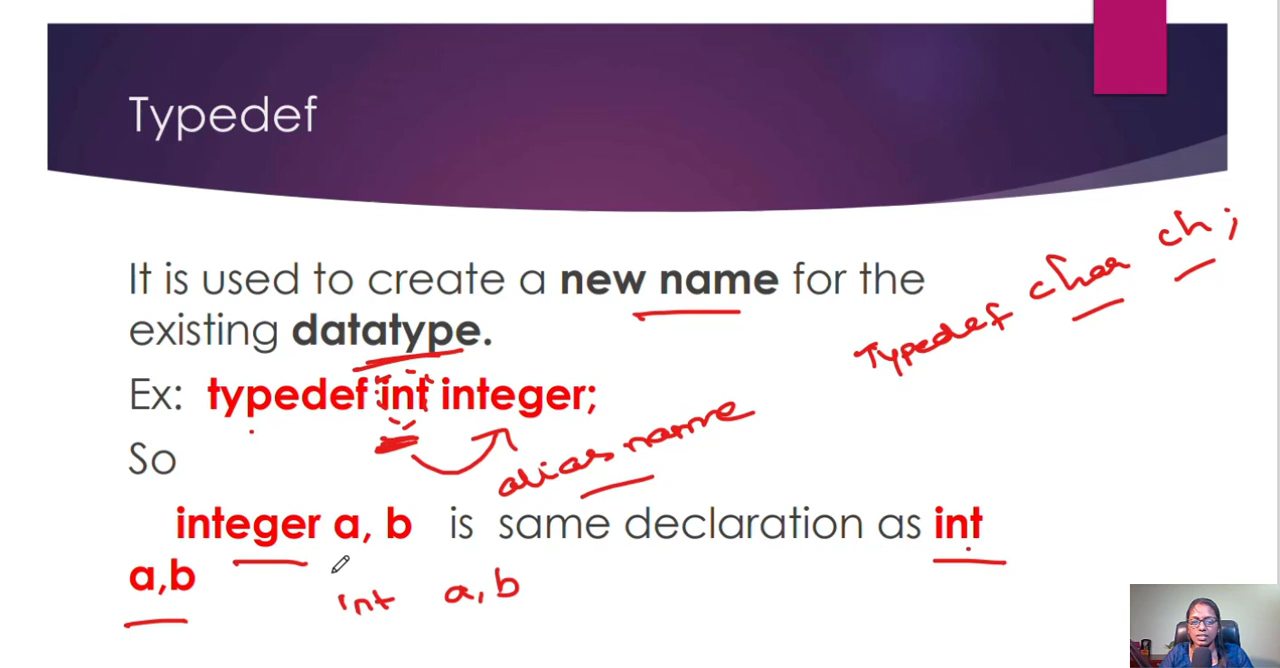 Typedef
It is used to create a new name for the
existing datatype.
Typedef char ch;
Ex: typedef int integer;
So
alias name
integer a, b is same declaration as int
a,b
int a,b